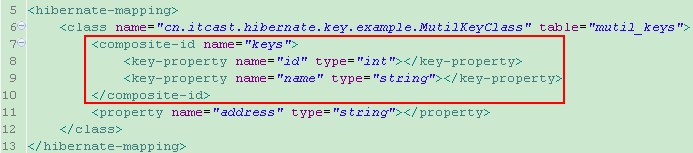 5 <hibernate-mapping>
6 <class name="cn.itcast.hibernate.key.example.MutilKeyClass" table="mutil_keys">
7 <composite-id name="keys">
8 <key-property name="id" type="int"></key-property>
9 <key-property name="name" type="string"></key-property>
10 </composite-id>
11 <property name="address" type="string"></property>
12 </class>
13 </hibernate-mapping>